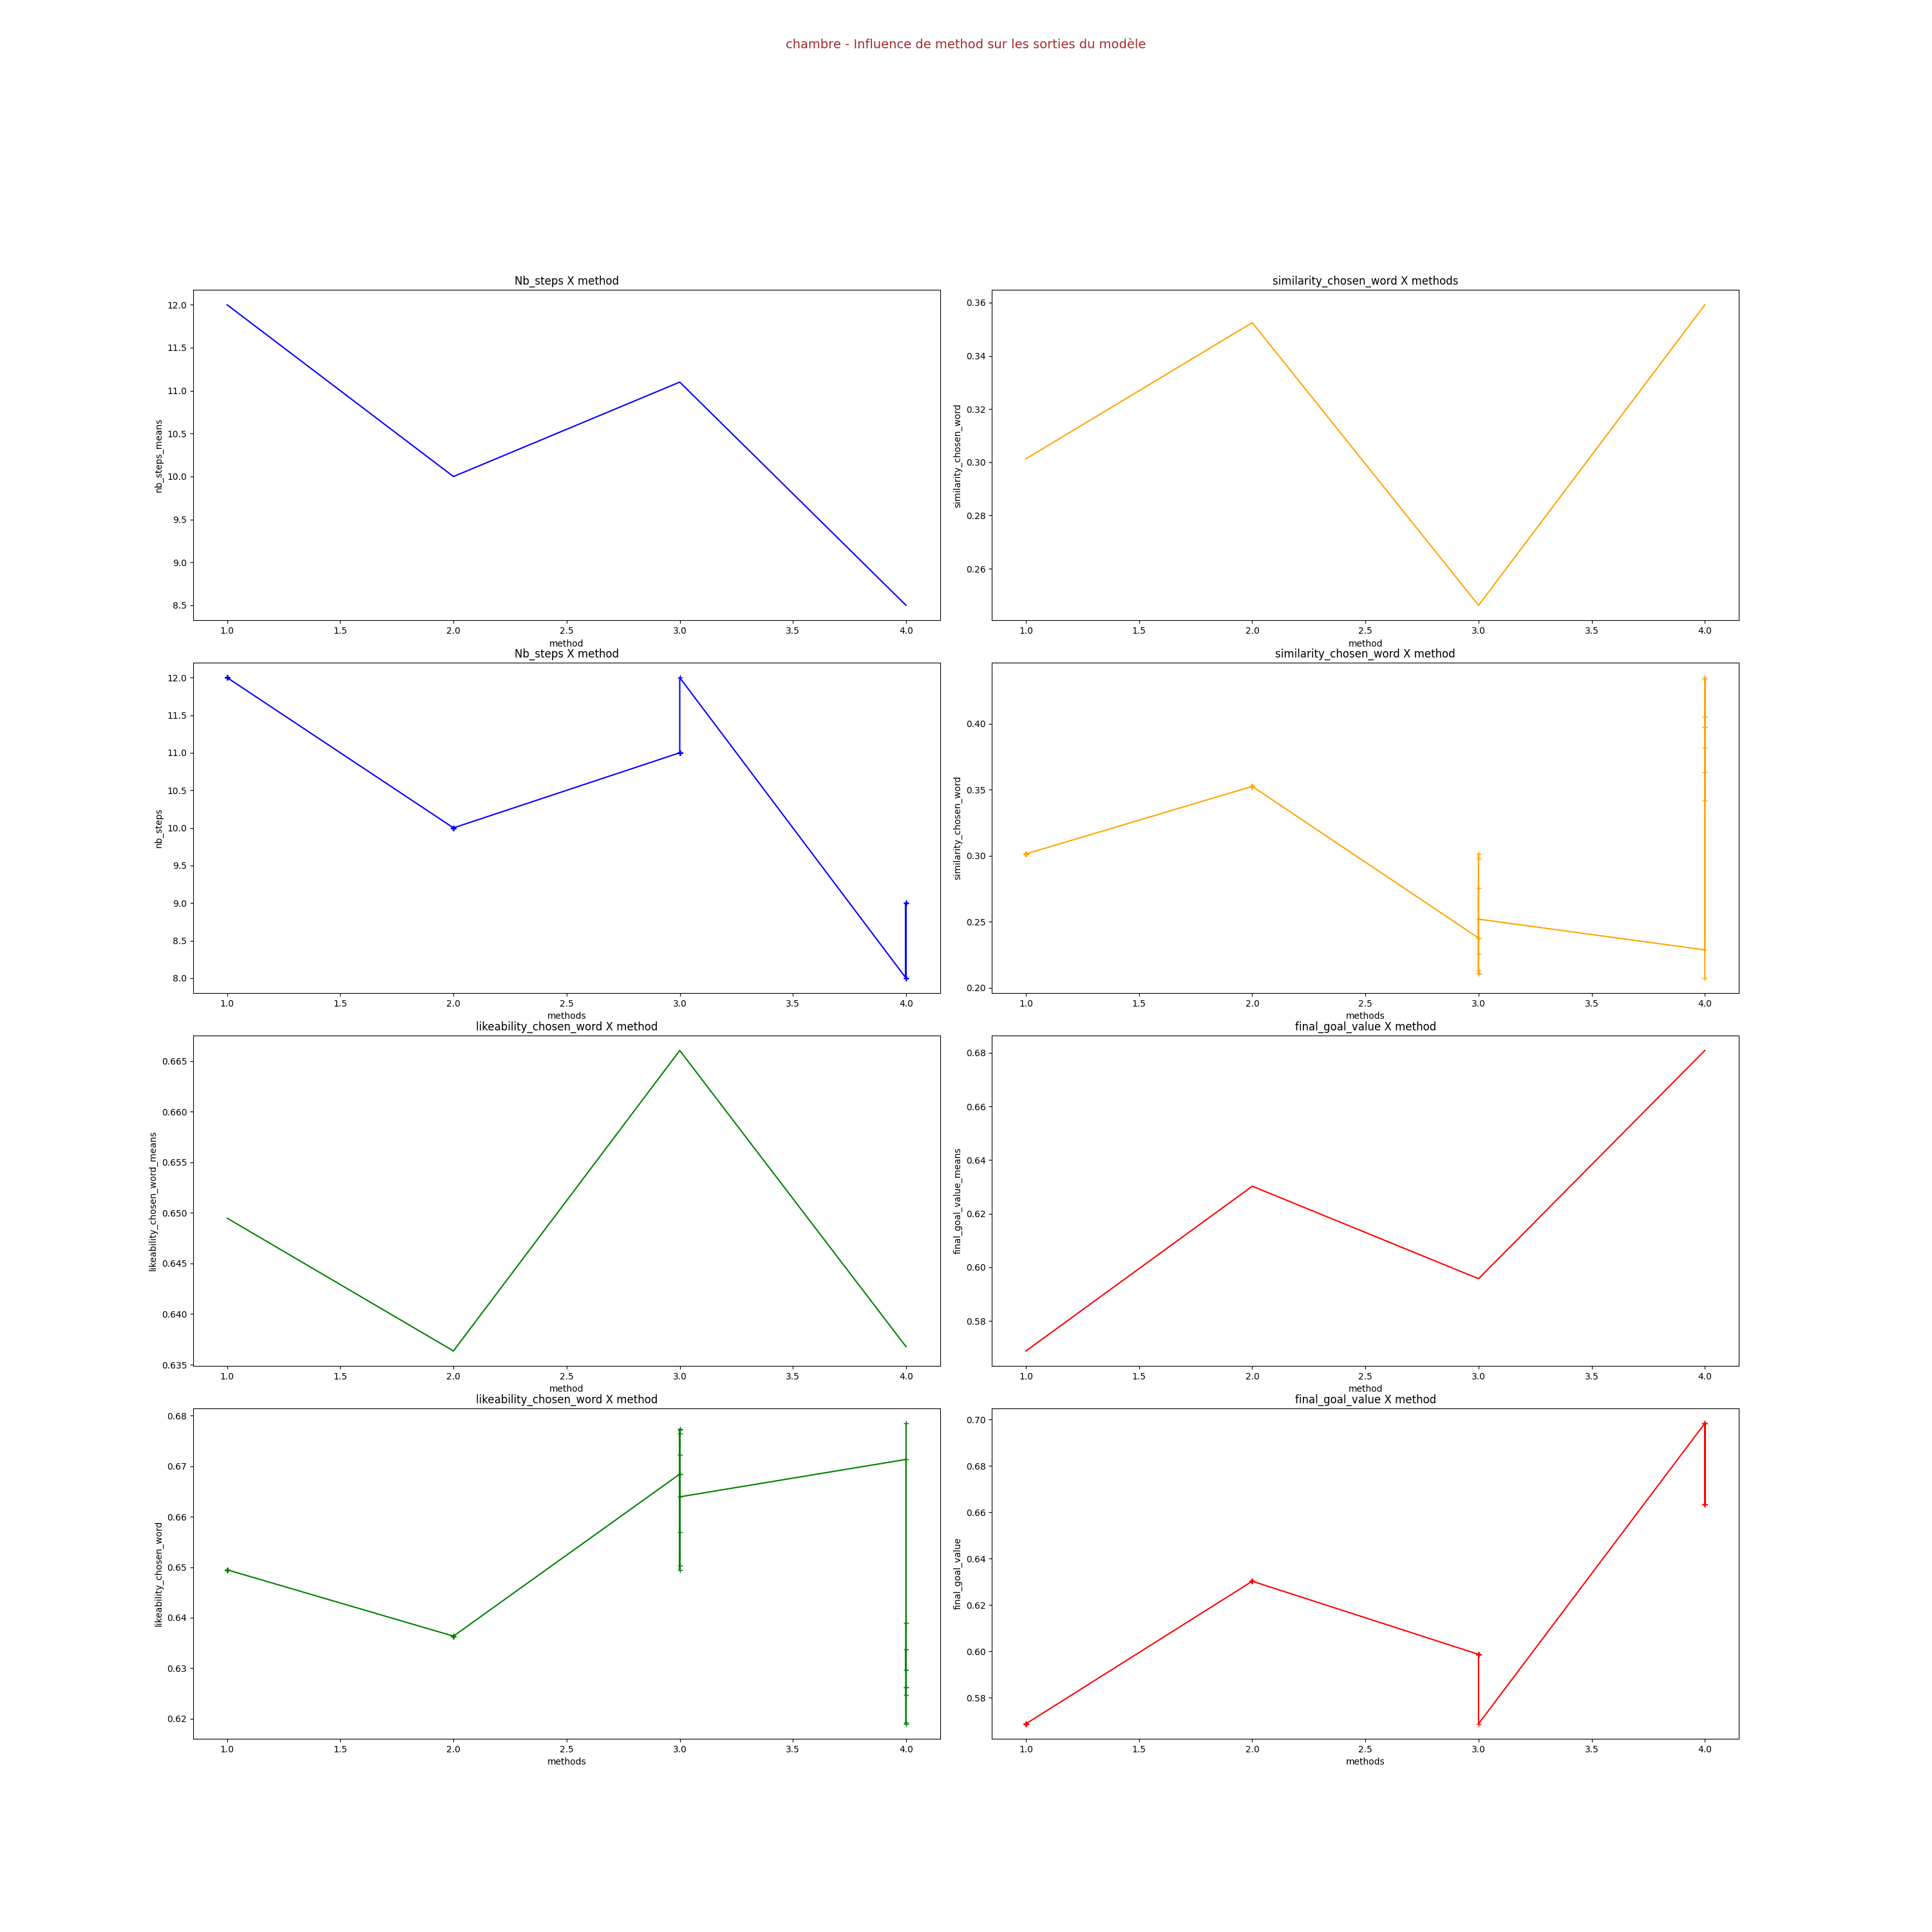 chambre - Influence de method sur les sorties du modèle
Nb_steps X method
nb_steps_means
12.0
11.5
11.0
10.5
10.0
9.5
9.0
8.5
1.0 1.5 2.0 2.5 3.0 3.5 4.0
method
similarity_chosen_word X methods
similarity_chosen_word
0.36
0.34
0.32
0.30
0.28
0.26
1.0 1.5 2.0 2.5 3.0 3.5 4.0
method
Nb_steps X method
nb_steps
12.0
11.5
11.0
10.5
10.0
9.5
9.0
8.5
8.0
1.0 1.5 2.0 2.5 3.0 3.5 4.0
methods
similarity_chosen_word X method
similarity_chosen_word
0.40
0.35
0.30
0.25
0.20
1.0 1.5 2.0 2.5 3.0 3.5 4.0
methods
likeability_chosen_word X method
likeability_chosen_word_means
0.665
0.660
0.655
0.650
0.645
0.640
0.635
1.0 1.5 2.0 2.5 3.0 3.5 4.0
method
final_goal_value X method
final_goal_value_means
0.68
0.66
0.64
0.62
0.60
0.58
1.0 1.5 2.0 2.5 3.0 3.5 4.0
method
likeability_chosen_word X method
likeability_chosen_word
0.68
0.67
0.66
0.65
0.64
0.63
0.62
1.0 1.5 2.0 2.5 3.0 3.5 4.0
methods
final_goal_value X method
final_goal_value
0.70
0.68
0.66
0.64
0.62
0.60
0.58
1.0 1.5 2.0 2.5 3.0 3.5 4.0
methods